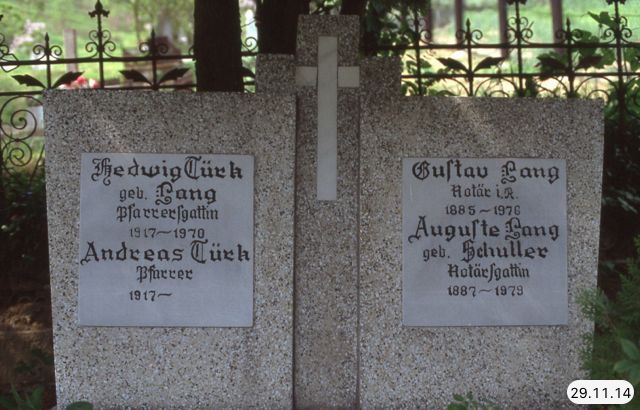 Hedwig Türk
geb. Lang
Pfarrersgattin
1917~1970
Andreas Türk
Pfarrer
1917~
Gustav Lang
Notär i.R.
1885~1976
Auguste Lang
geb. Schuller
Notärsgattin
1887~1979
29.11.14